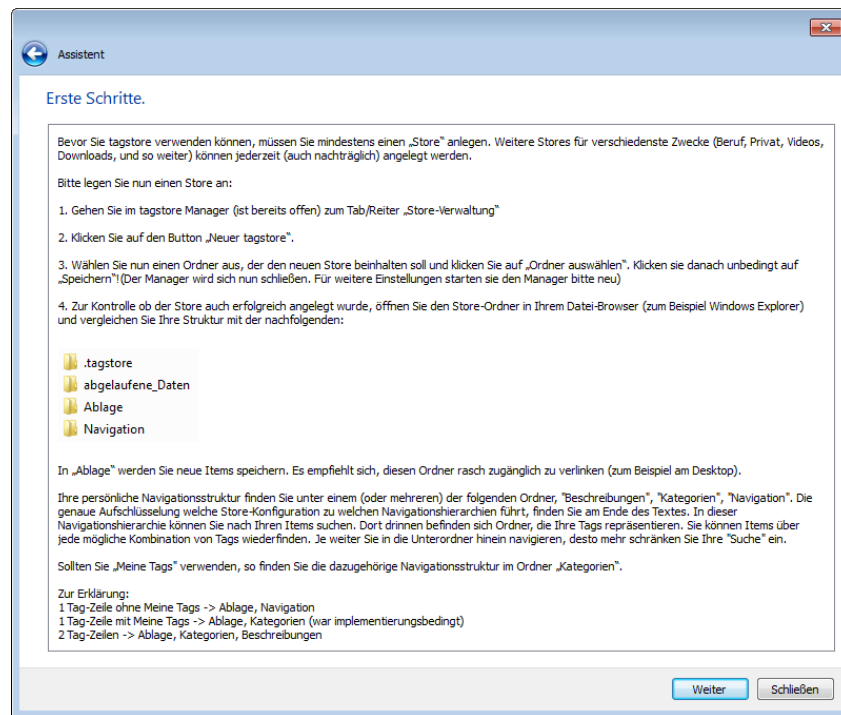 Assistent
Erste Schritte.
Bevor Sie tagstore verwenden können, müssen Sie mindestens einen „Store" anlegen. Weitere Stores für verschiedenste Zwecke (Beruf, Privat, Videos,
Downloads, und so weiter) können jederzeit (auch nachträglich) angelegt werden.
Bitte legen Sie nun einen Store an:
1. Gehen Sie im tagstore Manager (ist bereits offen) zum Tab/Reiter „Store-Verwaltung"
2. Klicken Sie auf den Button „Neuer tagstore".
3. Wählen Sie nun einen Ordner aus, der den neuen Store beinhalten soll und klicken Sie auf „Ordner auswählen". Klicken sie danach unbedingt auf
„Speichern"!(Der Manager wird sich nun schließen. Für weitere Einstellungen starten sie den Manager bitte neu)
4. Zur Kontrolle ob der Store auch erfolgreich angelegt wurde, öffnen Sie den Store-Ordner in Ihrem Datei-Browser (zum Beispiel Windows Explorer)
und vergleichen Sie Ihre Struktur mit der nachfolgenden:
.tagstore
abgelaufene_Daten
Ablage
Navigation
In „Ablage" werden Sie neue Items speichern. Es empfiehlt sich, diesen Ordner rasch zugänglich zu verlinken (zum Beispiel am Desktop).
Ihre persönliche Navigationsstruktur finden Sie unter einem (oder mehreren) der folgenden Ordner, "Beschreibungen", "Kategorien", "Navigation". Die
genaue Aufschlüsselung welche Store-Konfiguration zu welchen Navigationshierarchien führt, finden Sie am Ende des Textes. In dieser
Navigationshierarchie können Sie nach Ihren Items suchen. Dort drinnen befinden sich Ordner, die Ihre Tags repräsentieren. Sie können Items über
jede mögliche Kombination von Tags wiederfinden. Je weiter Sie in die Unterordner hinein navigieren, desto mehr schränken Sie Ihre "Suche" ein.
Sollten Sie „Meine Tags" verwenden, so finden Sie die dazugehörige Navigationsstruktur im Ordner „Kategorien".
Zur Erklärung:
1 Tag-Zeile ohne Meine Tags -> Ablage, Navigation
1 Tag-Zeile mit Meine Tags -> Ablage, Kategorien (war implementierungsbedingt)
2 Tag-Zeilen -> Ablage, Kategorien, Beschreibungen
Weiter
Schließen